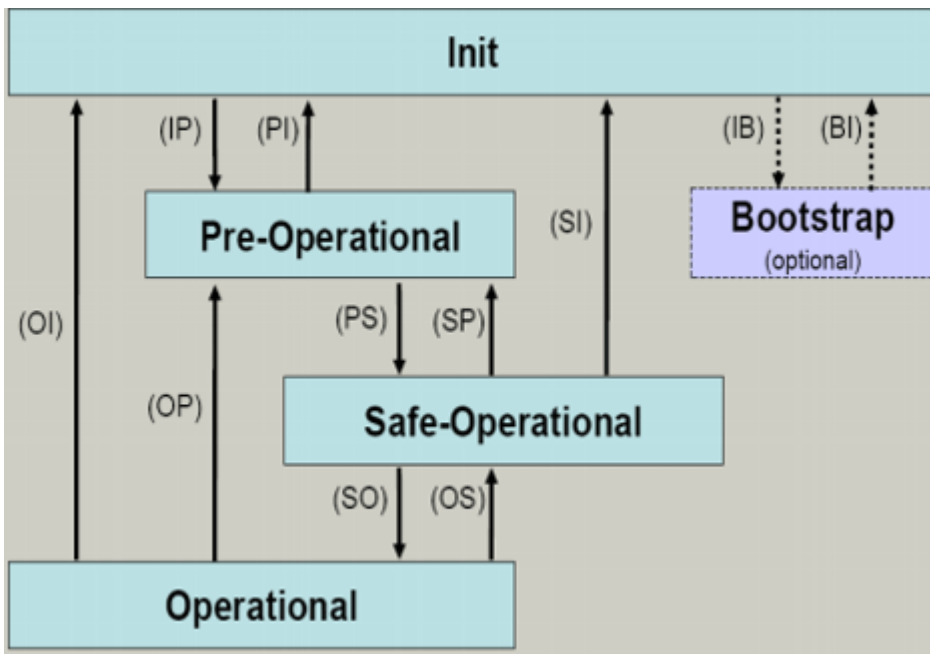 Init
(IP)
(PI)
(IB)
(BI)
Pre-Operational
(SI)
Bootstrap
(optional)
(OI)
(PS)
(SP)
(OP)
Safe-Operational
(SO)
(OS)
Operational